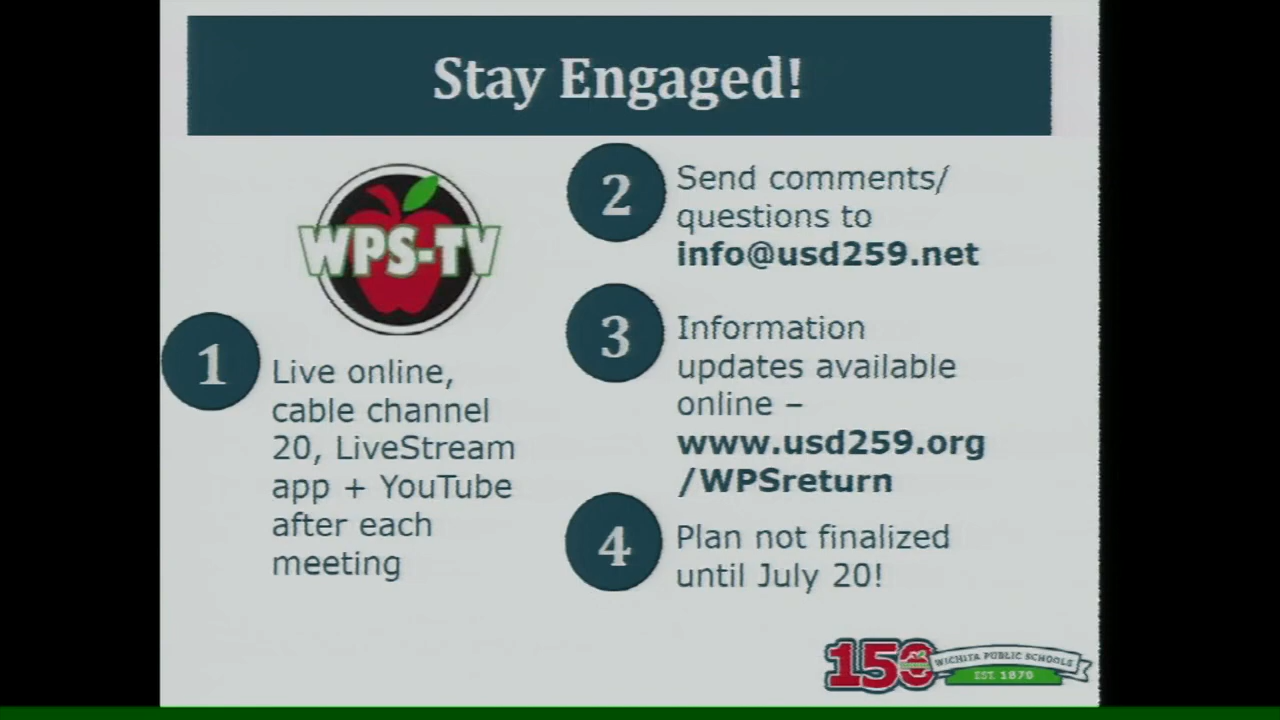 Stay Engaged!
WPS-TV
1
Live online,
cable channel
20, LiveStream
app + YouTube
after each
meeting
2
Send comments/
questions to
info@usd259.net
3
Information
updates available
online –
www.usd259.org
/WPSreturn
4
Plan not finalized
until July 20!
150
WICHITA PUBLIC SCHOOLS
EST. 1870